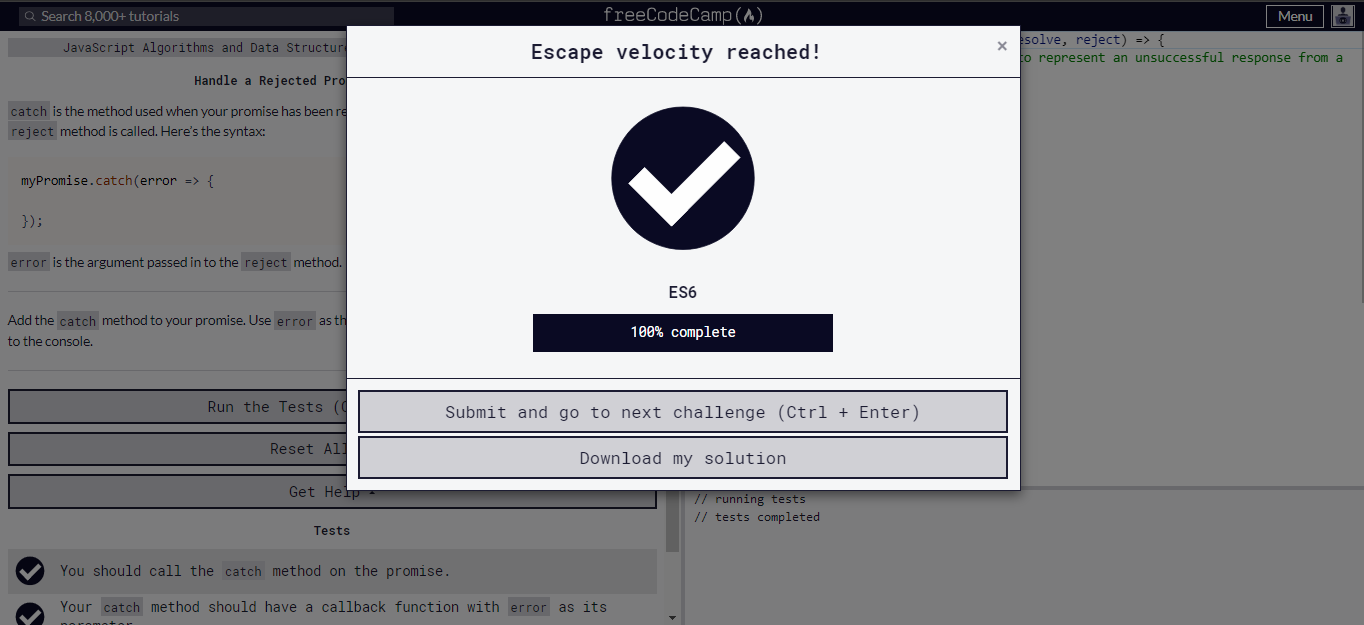 Search 8,000+ tutorials
freeCodeCamp(🔥)
Menu
JavaScript Algorithms and Data Structure
Handle a Rejected Pro
catch is the method used when your promise has been re
reject method is called. Here's the syntax:
myPromise.catch(error => {
});
error is the argument passed in to the reject method.
Add the catch method to your promise. Use error as th
to the console.
Run the Tests (C
Reset All
Get Help
Tests
You should call the catch method on the promise.
Your catch method should have a callback function with error as its
Escape velocity reached!
×
ES6
100% complete
Submit and go to next challenge (Ctrl + Enter)
Download my solution
esolve, reject) => {
to represent an unsuccessful response from a
// running tests
// tests completed